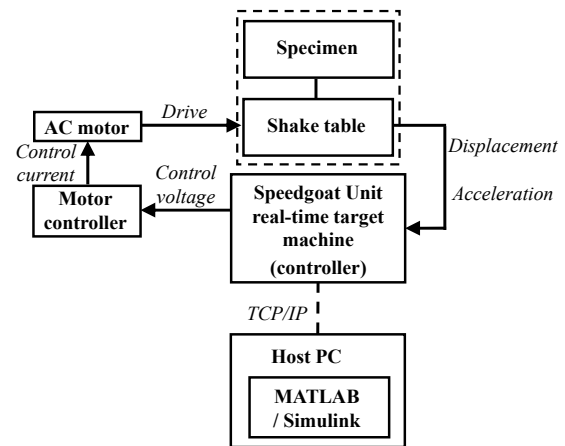 Specimen
Drive
AC motor
Shake table
Control
current
Displacement
Control
voltage
Motor
controller
Speedgoat Unit
real-time target
machine
(controller)
Acceleration
TCP/IP
Host PC
MATLAB
/ Simulink